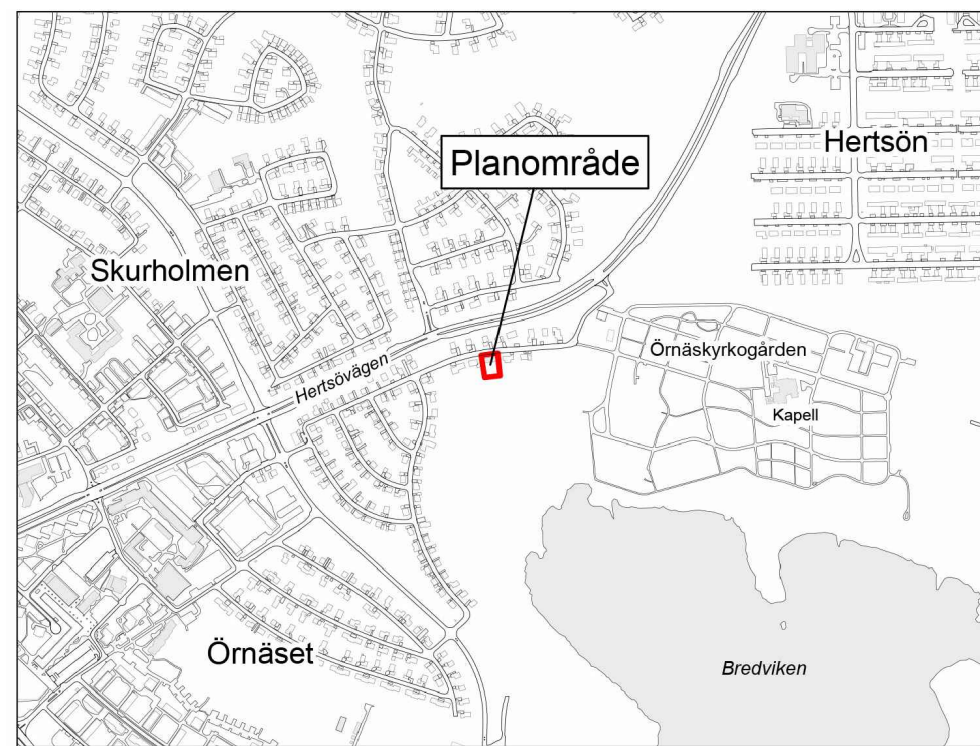 Hertsön
Planområde
Skurholmen
Örnäskyrkogården
Hertsövägen
Kapell
Örnäset
Bredviken